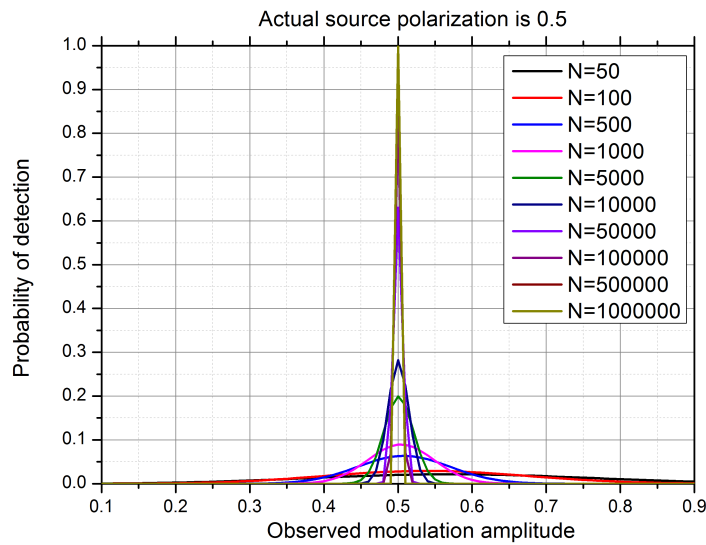 Actual source polarization is 0.5
1.0
0.9
0.8
0.7
0.6
0.5
0.4
0.3
0.2
0.1
0.0
Probability of detection
N=50
N=100
N=500
N=1000
N=5000
N=10000
N=50000
N=100000
N=500000
N=1000000
0.1 0.2 0.3 0.4 0.5 0.6 0.7 0.8 0.9
Observed modulation amplitude